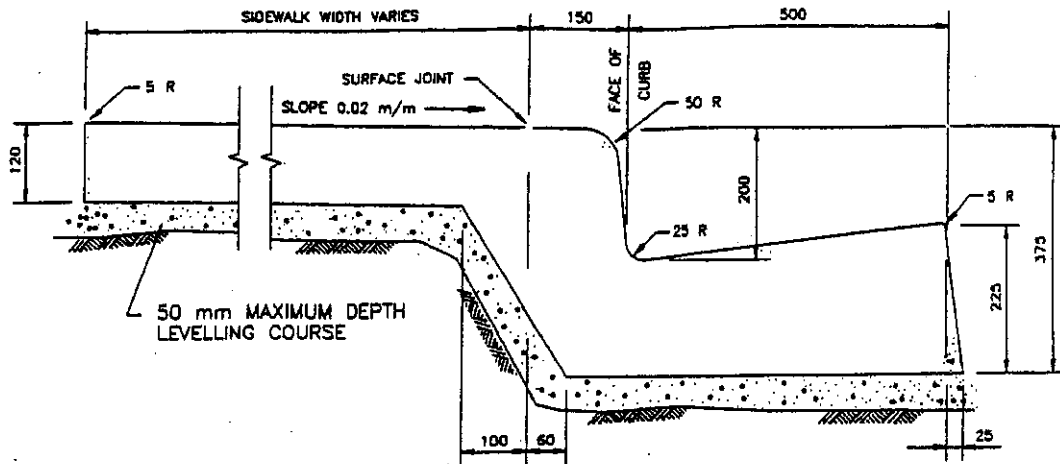 SIDEWALK WIDTH VARIES
150
500
5 R
SURFACE JOINT
SLOPE 0.02 m/m
FACE OF
CURB
50 R
120
200
25 R
5 R
375
225
50 mm MAXIMUM DEPTH
LEVELLING COURSE
100
60
25